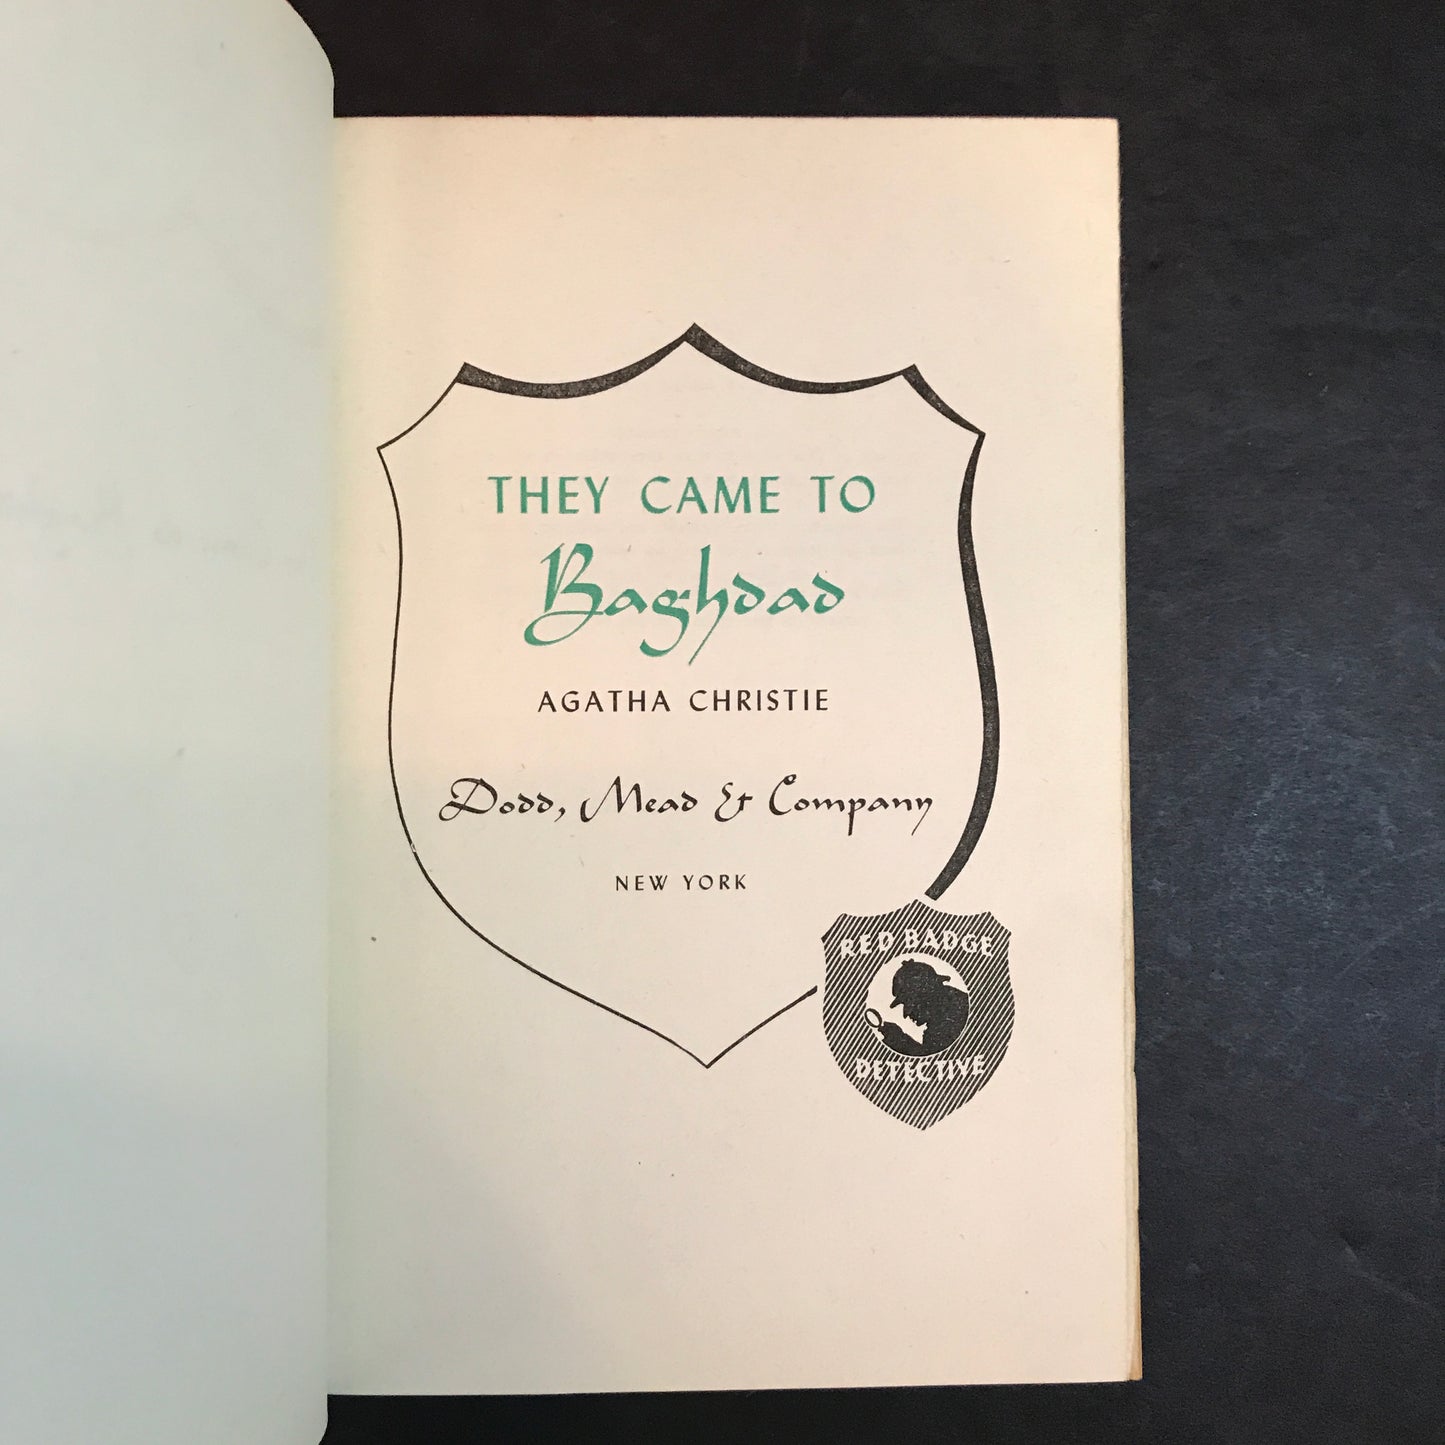 THEY CAME TO
Baghdad
AGATHA CHRISTIE
Dodd, Mead & Company
NEW YORK
RED BADGE
DETECTIVE